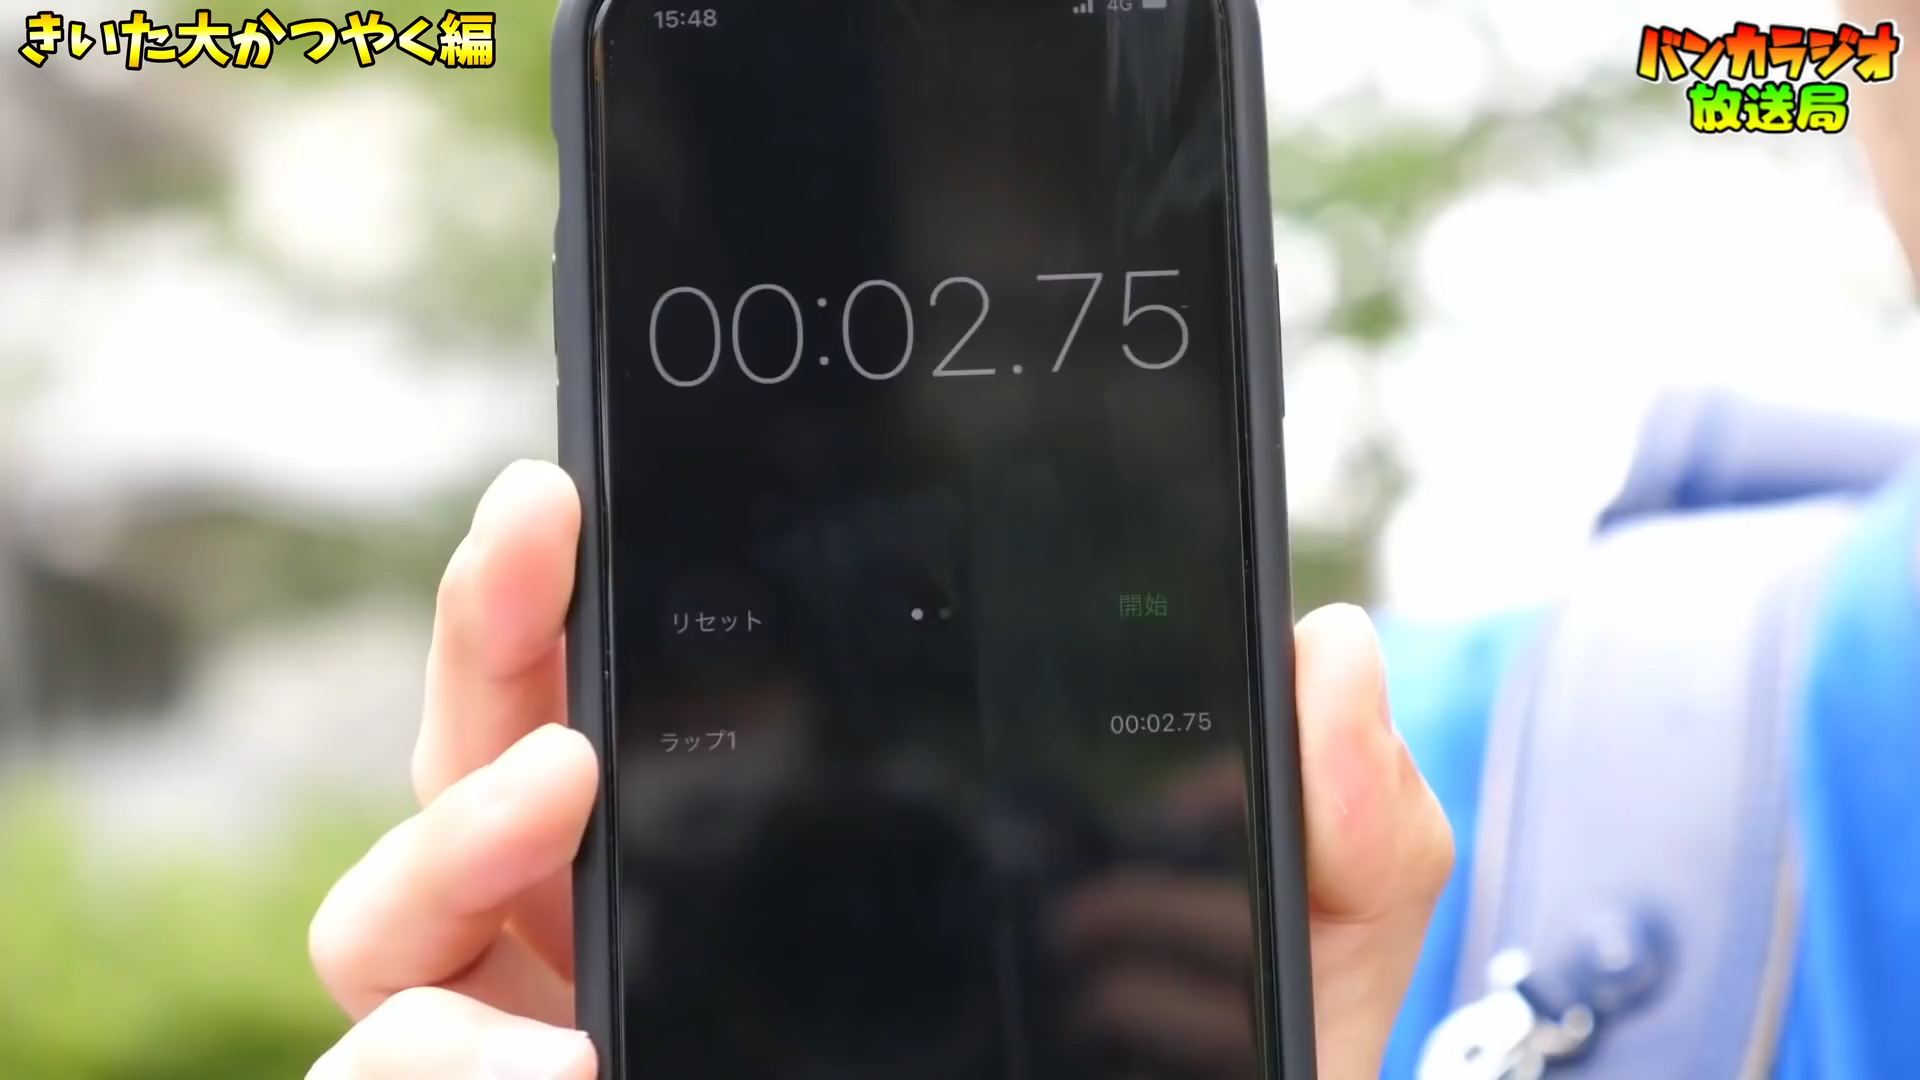 きいた大かつやく編
バンカラジオ
放送局
15:48
4G
00:02.75
リセット
開始
ラップ1
00:02.75